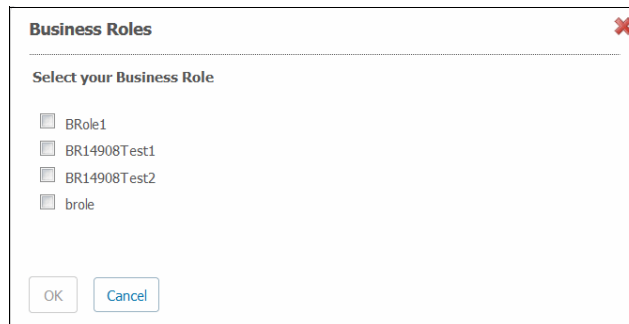 Business Roles
Select your Business Role
BRole1
BR14908Test1
BR14908Test2
brole
OK Cancel